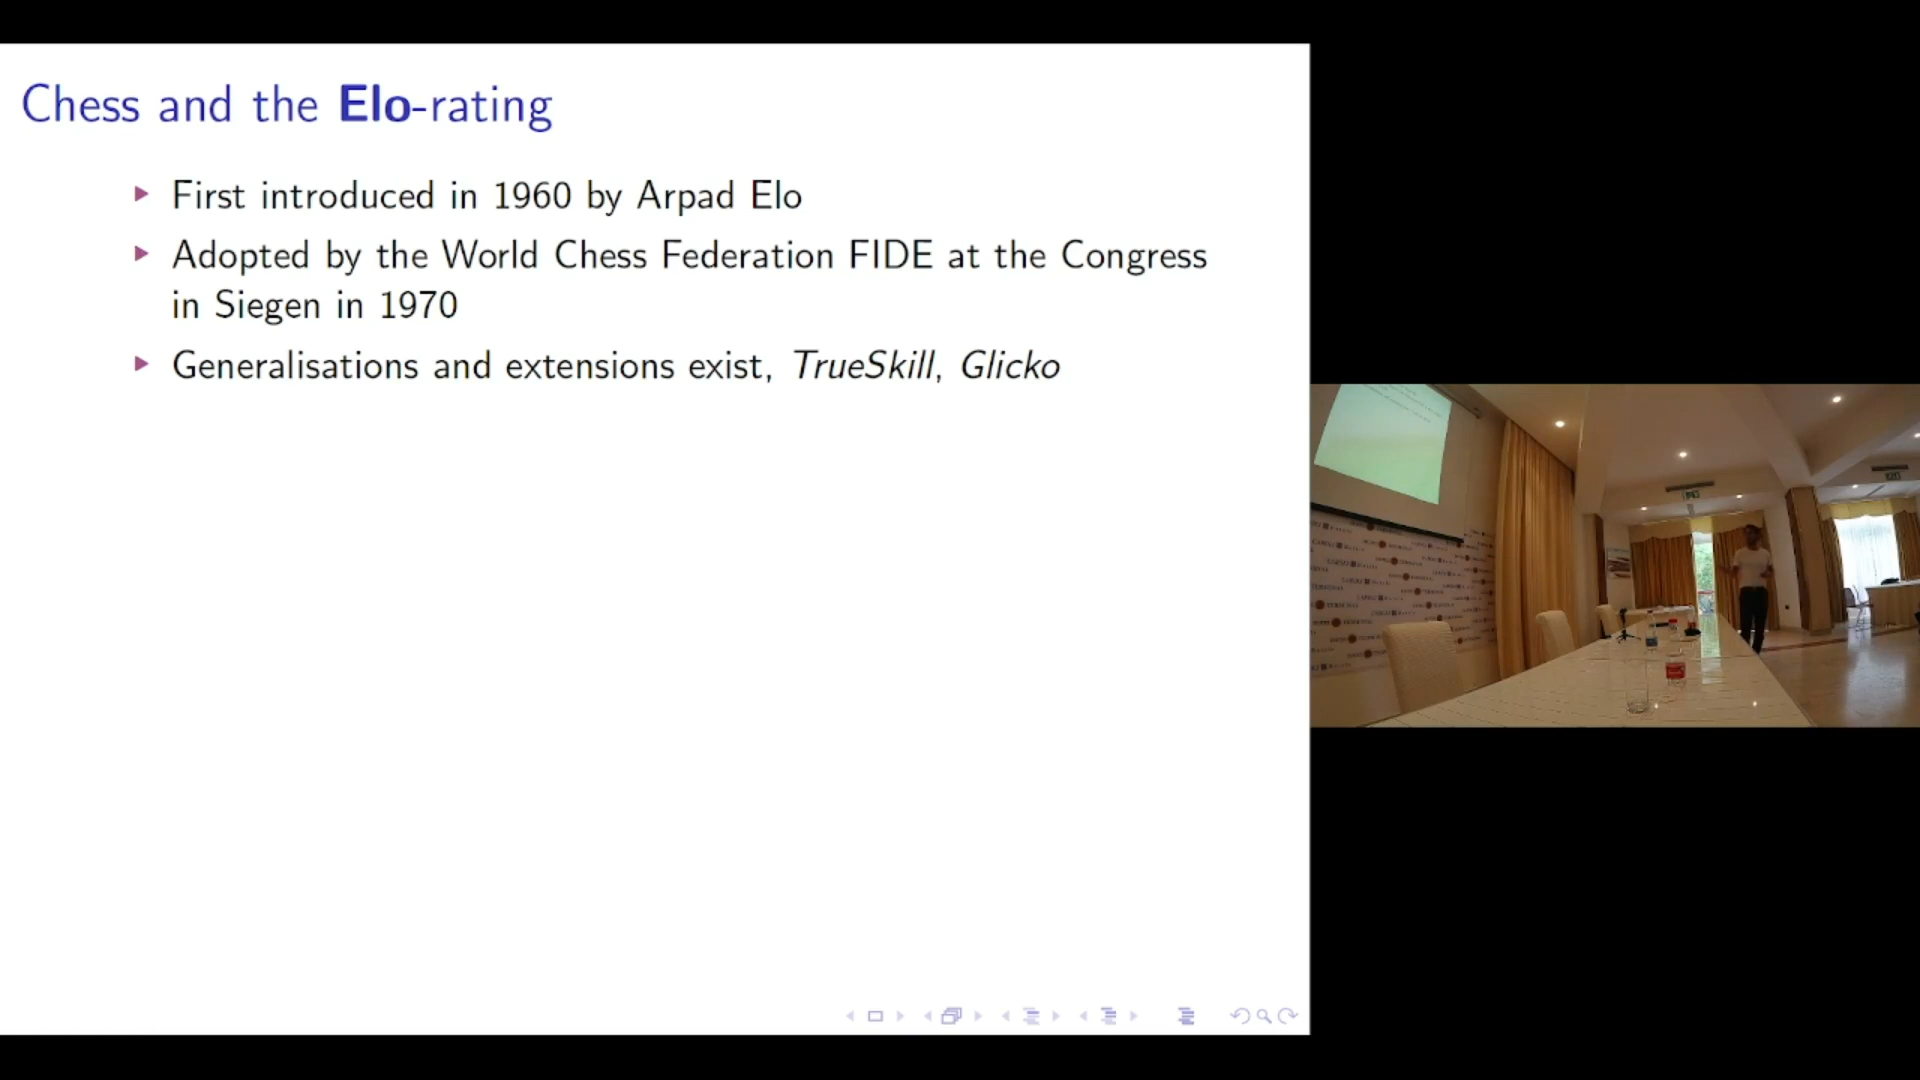 Chess and the Elo-rating
First introduced in 1960 by Arpad Elo
Adopted by the World Chess Federation FIDE at the Congress
in Siegen in 1970
Generalisations and extensions exist, TrueSkill, Glicko